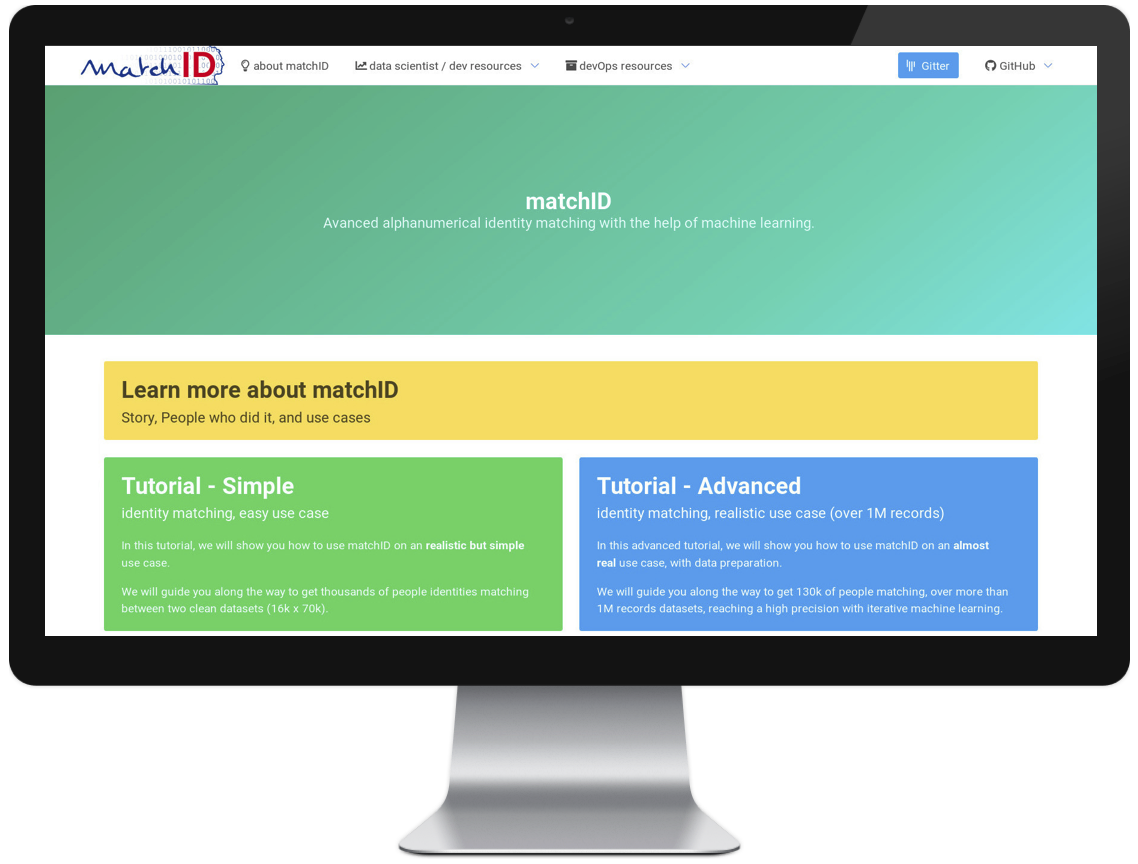 matchID
about matchID
data scientist / dev resources
devOps resources
Gitter
GitHub
matchID
Avanced alphanumerical identity matching with the help of machine learning.
Learn more about matchID
Story, People who did it, and use cases
Tutorial - Simple
identity matching, easy use case
In this tutorial, we will show you how to use matchID on an realistic but simple
use case.
We will guide you along the way to get thousands of people identities matching
between two clean datasets (16k x 70k).
Tutorial - Advanced
identity matching, realistic use case (over 1M records)
In this advanced tutorial, we will show you how to use matchID on an almost
real use case, with data preparation.
We will guide you along the way to get 130k of people matching, over more than
1M records datasets, reaching a high precision with iterative machine learning.